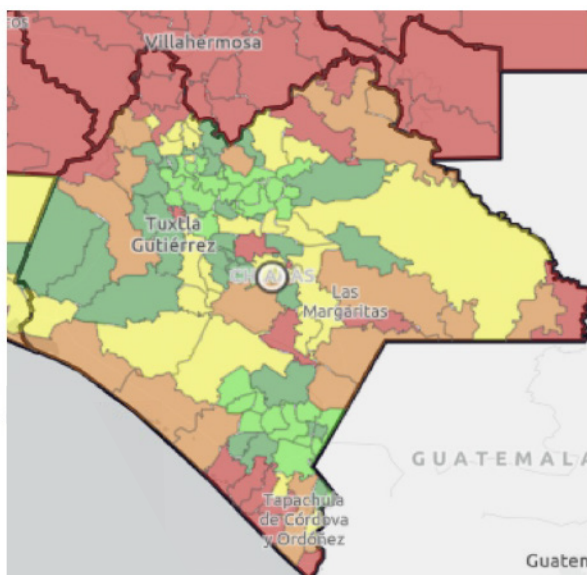 Villahermosa
Tuxtla
Gutiérrez
Las
Margaritas
GUATEMALA
Tapachula
de Córdova
y Ordóñez
Guatem